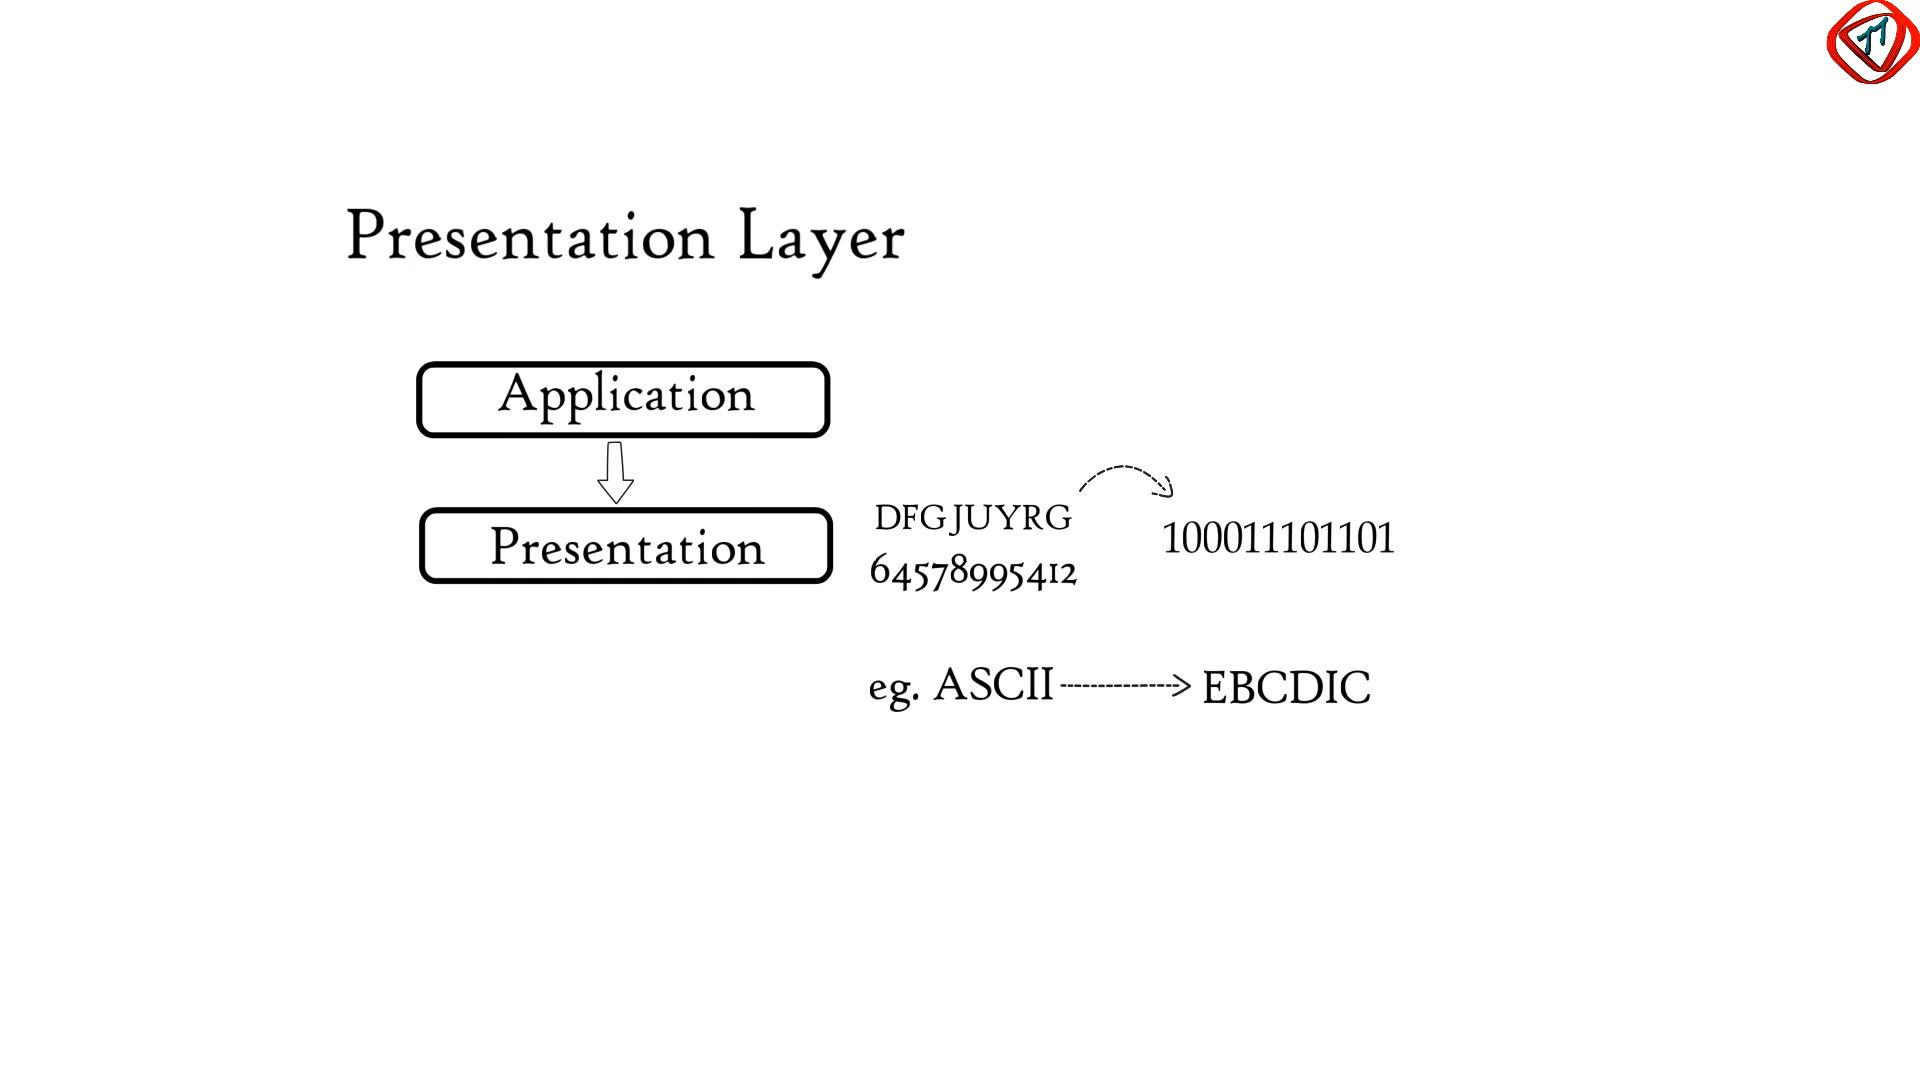 Presentation Layer
Application
Presentation
DFGJUYRG
100011101101
64578995412
eg. ASCII
EBCDIC